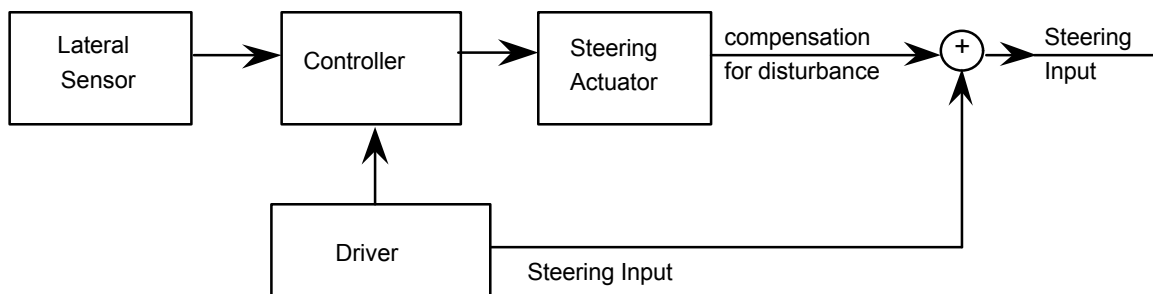 Lateral
Sensor
Controller
Steering
Actuator
compensation
for disturbance
+
Steering
Input
Driver
Steering Input